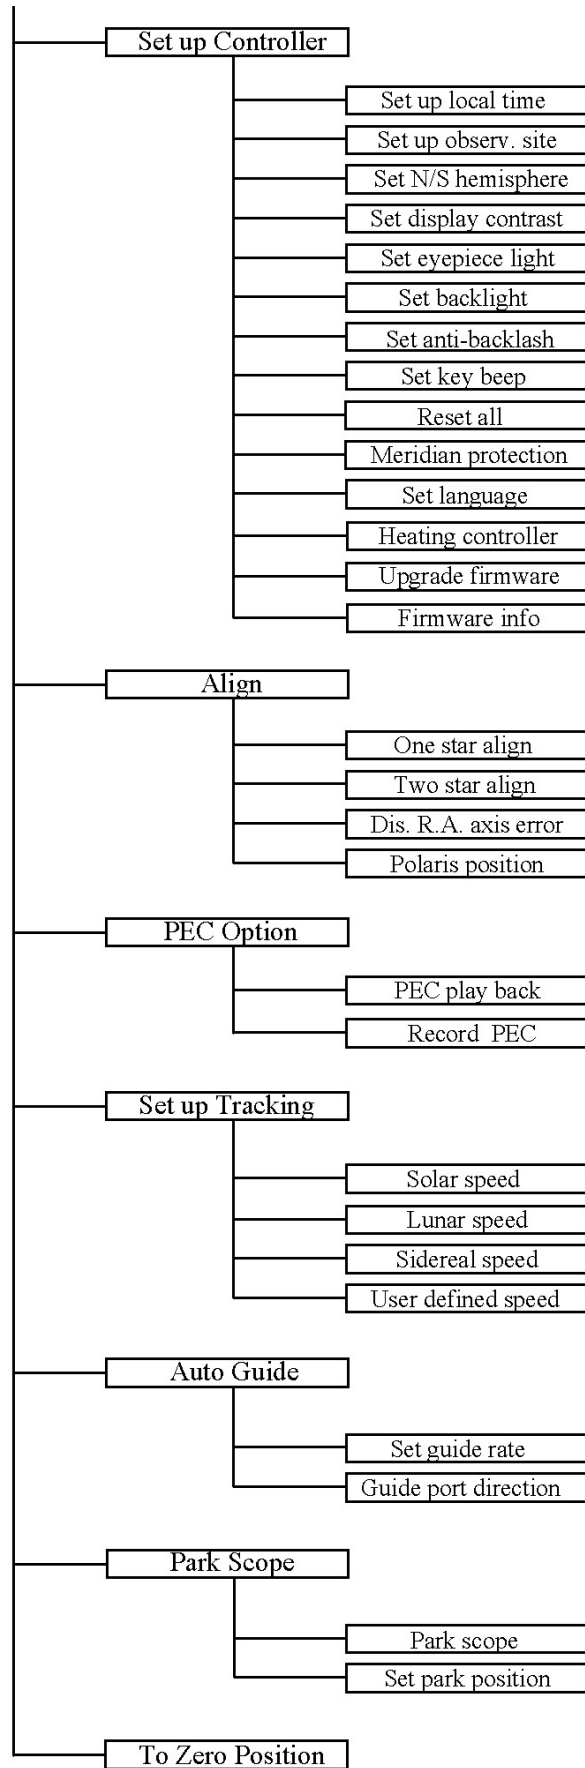 Set up Controller
Set up local time
Set up observ. site
Set N/S hemisphere
Set display contrast
Set eyepiece light
Set backlight
Set anti-backlash
Set key beep
Reset all
Meridian protection
Set language
Heating controller
Upgrade firmware
Firmware info
Align
One star align
Two star align
Dis. R.A. axis error
Polaris position
PEC Option
PEC play back
Record PEC
Set up Tracking
Solar speed
Lunar speed
Sidereal speed
User defined speed
Auto Guide
Set guide rate
Guide port direction
Park Scope
Park scope
Set park position
To Zero Position